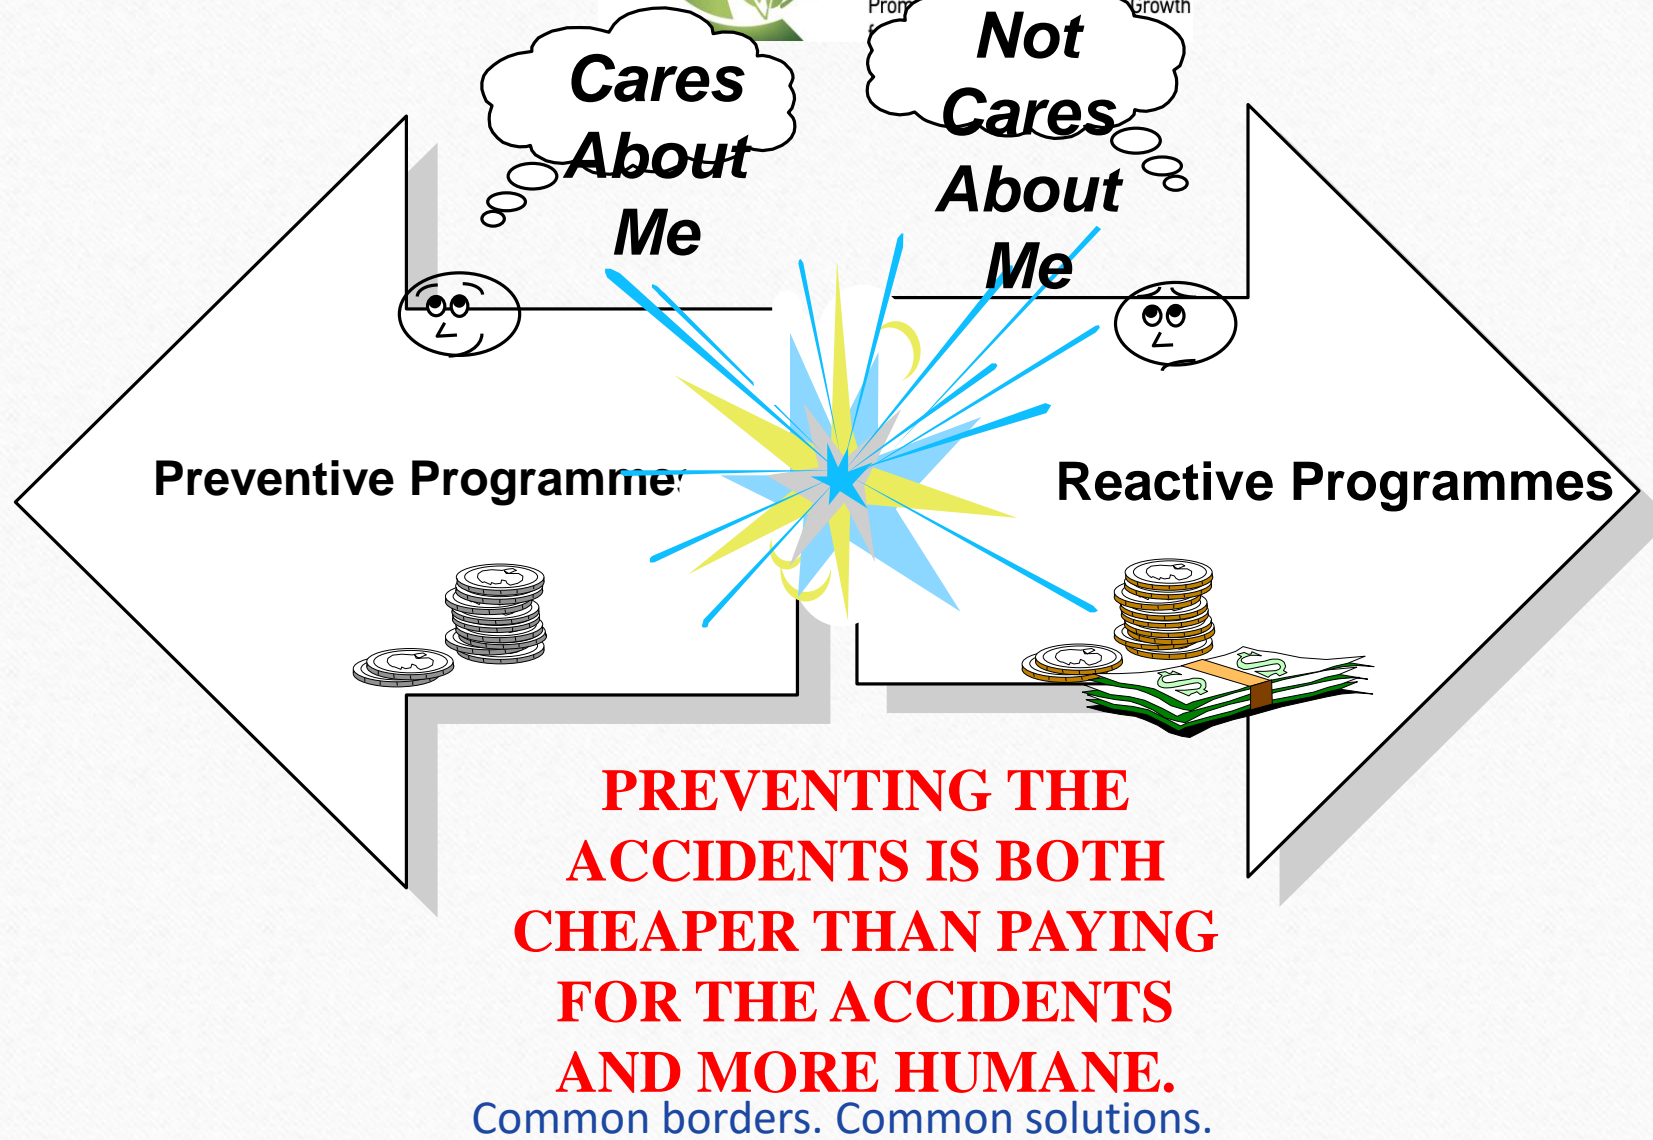 Growth
Cares
About
Me
Not
Cares
About
Me
Preventive Programmes
Reactive Programmes
PREVENTING THE
ACCIDENTS IS BOTH
CHEAPER THAN PAYING
FOR THE ACCIDENTS
AND MORE HUMANE.
Common borders. Common solutions.